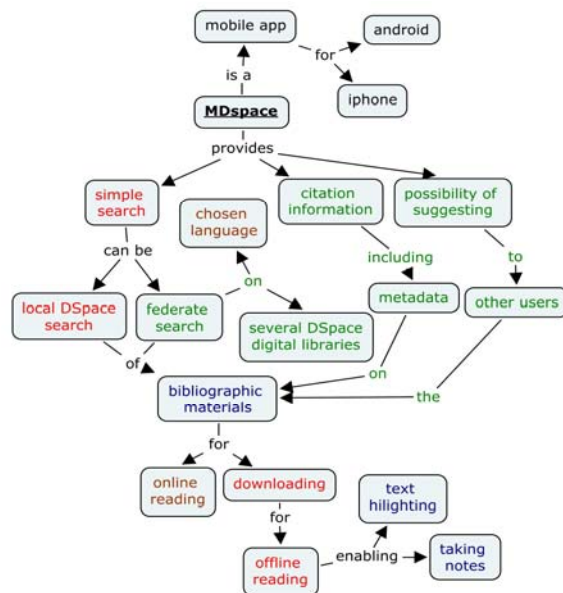 mobile app
android
for
is a
iphone
MDspace
provides
simple
search
citation
information
possibility of
suggesting
chosen
language
can be
including
to
on
local DSpace
search
federate
search
metadata
other users
several DSpace
digital libraries
of
on
the
bibliographic
materials
for
online
reading
downloading
text
hilighting
for
offline
reading
enabling
taking
notes